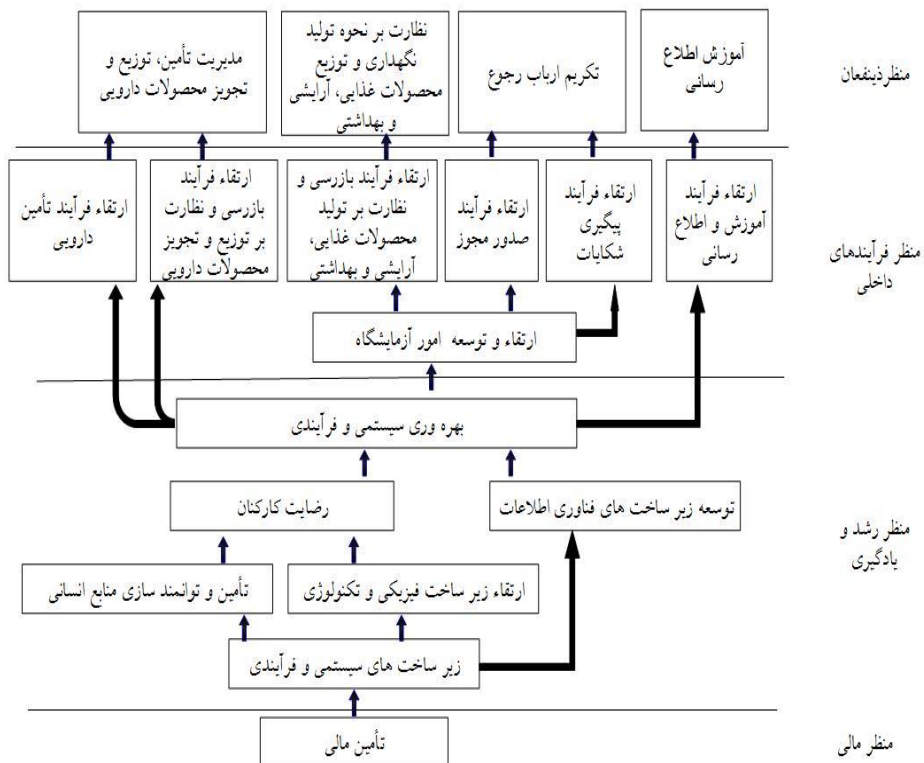 منظرذینفعان
آموزش اطلاع
رسانی
تکریم ارباب رجوع
نظارت بر نحوه تولید
نگهداری و توزیع
محصولات غذایی، آرایشی
و بهداشتی
مدیریت تأمین، توزیع و
تجویز محصولات دارویی
منظر فرآیندهای
داخلی
ارتقاء فرآیند
آموزش و اطلاع
رسانی
ارتقاء فرآیند
پیگیری
شکایات
ارتقاء فرآیند
صدور مجوز
ارتقاء فرآیند بازرسی و
نظارت بر تولید
محصولات غذایی،
آرایشی و بهداشتی
ارتقاء فرآیند
بازرسی و نظارت
بر توزیع و تجویز
محصولات دارویی
ارتقاء فرآیند تأمین
دارویی
ارتقاء و توسعه امور آزمایشگاه
بهره وری سیستمی و فرآیندی
منظر رشد و
یادگیری
توسعه زیر ساخت های فناوری اطلاعات
رضایت کارکنان
ارتقاء زیر ساخت فیزیکی و تکنولوژی
تأمین و توانمند سازی منابع انسانی
زیر ساخت های سیستمی و فرآیندی
منظر مالی
تأمین مالی